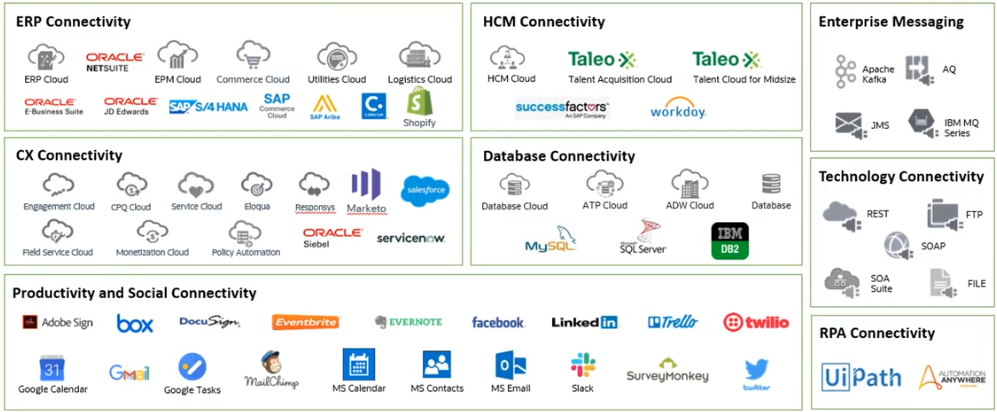 ERP Connectivity
ERP Cloud
ORACLE
NETSUITE
EPM Cloud
Commerce Cloud
Utilities Cloud
Logistics Cloud
ORACLE
E-Business Suite
ORACLE
JD Edwards
SAP S/4 HANA
SAP
Commerce
Cloud
SAP Ariba
C.
CONCUR
Shopify
HCM Connectivity
HCM Cloud
Taleo
Talent Acquisition Cloud
Taleo
Talent Cloud for Midsize
successfactors
An SAP Company
workday.
Enterprise Messaging
Apache
Kafka
AQ
JMS
IBM MQ
Series
CX Connectivity
Engagement Cloud
CPQ Cloud
Service Cloud
Eloqua
Responsys
Marketo
salesforce
Field Service Cloud
Monetization Cloud
Policy Automation
ORACLE
Siebel
servicenow
Database Connectivity
Database Cloud
ATP Cloud
ADW Cloud
Database
MySQL
Microsoft
SQL Server
IBM
DB2
Technology Connectivity
REST
FTP
SOAP
SOA
Suite
FILE
Productivity and Social Connectivity
Adobe Sign
box
DocuSign
Eventbrite
EVERNOTE
facebook
Linked in
Trello
twilio
31
Google Calendar
Gmail
Google Tasks
MailChimp
MS Calendar
MS Contacts
MS Email
Slack
SurveyMonkey
twitter
RPA Connectivity
UiPath
AUTOMATION
ANYWHERE